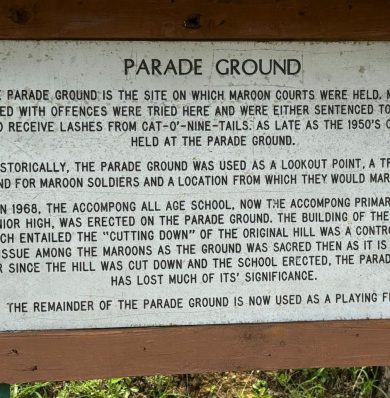 PARADE GROUND
PARADE GROUND IS THE SITE ON WHICH MAROON COURTS WERE HELD.
WITH OFFENCES WERE TRIED HERE AND WERE EITHER SENTENCED TO
RECEIVE LASHES FROM CAT-O'-NINE-TAILS. AS LATE AS THE 1950'S
HELD AT THE PARADE GROUND.
THE PARADE GROUND WAS USED AS A LOOKOUT POINT, A
FOR MAROON SOLDIERS AND A LOCATION FROM WHICH THEY WOULD
1968, THE ACCOMPONG ALL AGE SCHOOL, NOW THE ACCOMPONG
HIGH, WAS ERECTED ON THE PARADE GROUND. THE BUILDING OF THE
ENTAILED THE "CUTTING DOWN" OF THE ORIGINAL HILL WAS A
ISSUE AMONG THE MAROONS AS THE GROUND WAS SACRED THEN AS IT IS
SINCE THE HILL WAS CUT DOWN AND THE SCHOOL ERECTED, THE
HAS LOST MUCH OF ITS' SIGNIFICANCE.
THE REMAINDER OF THE PARADE GROUND IS NOW USED AS A PLAYING